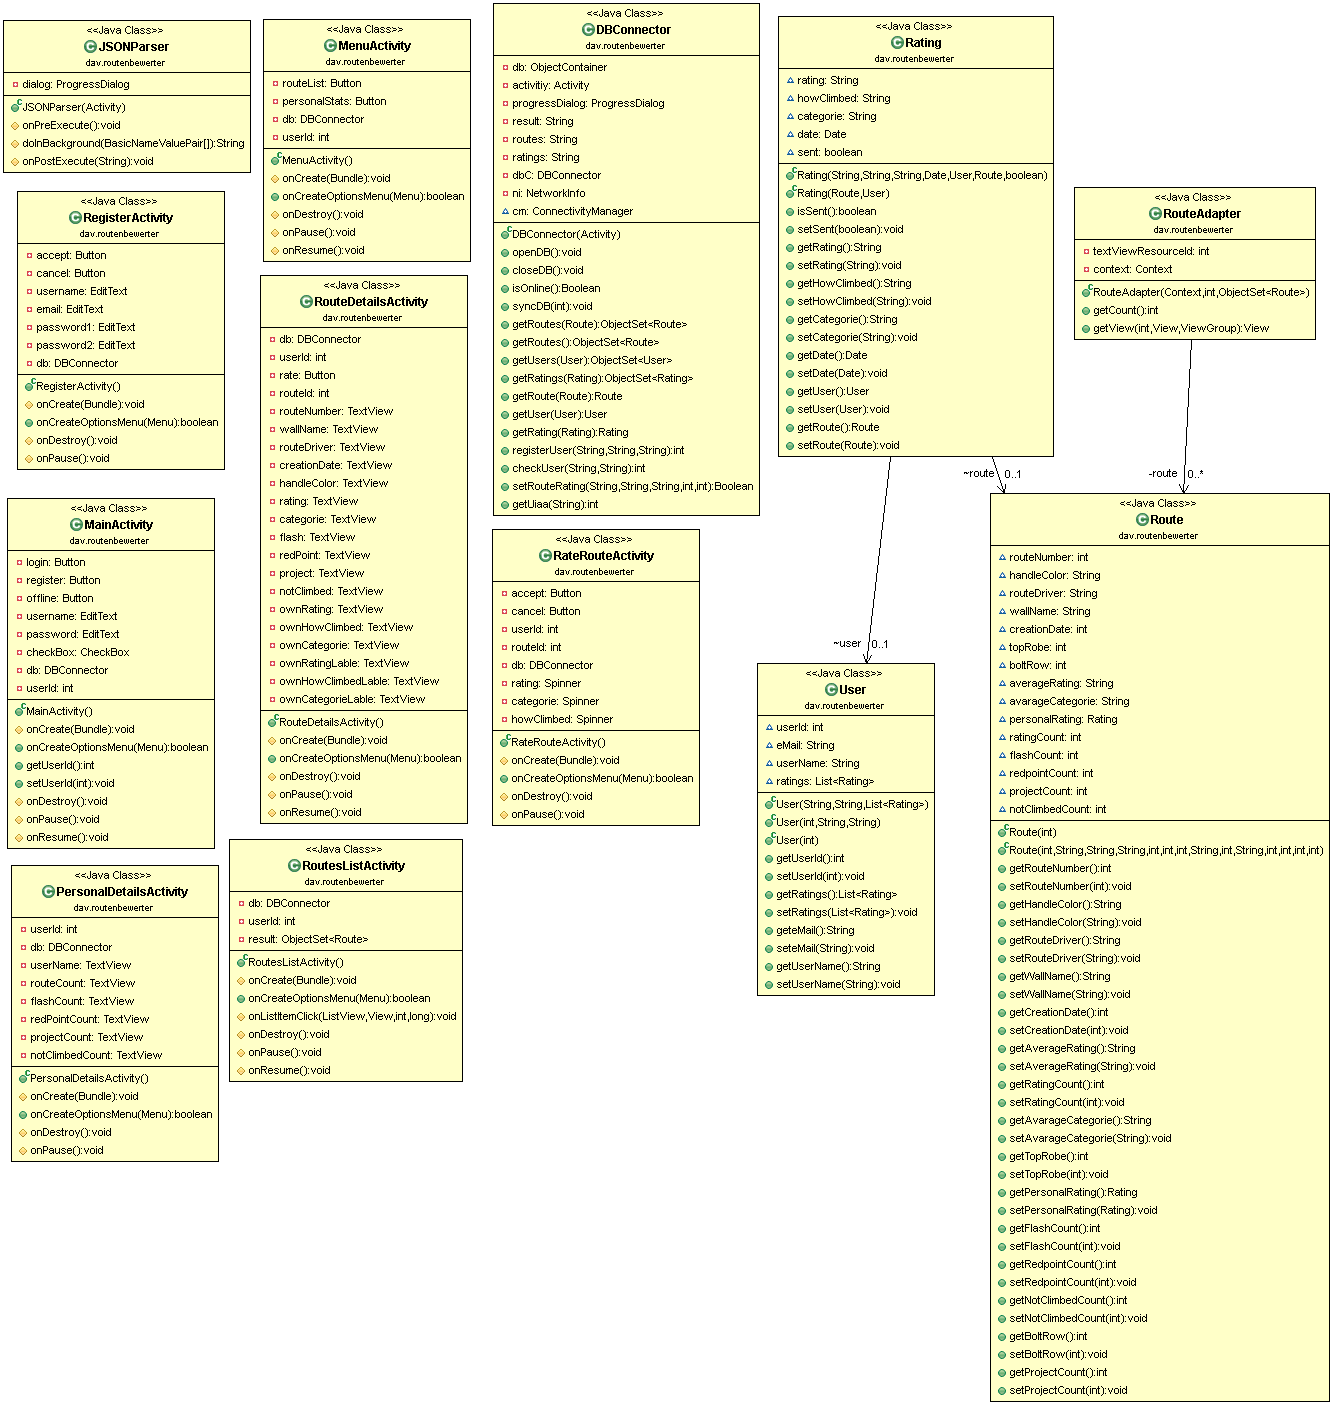 <<Java Class>>
JSONParser
dav.routenbewerter
dialog: ProgressDialog
JSONParser(Activity)
onPreExecute():void
doInBackground(BasicNameValuePair[]):String
onPostExecute(String):void
<<Java Class>>
RegisterActivity
dav.routenbewerter
accept: Button
cancel: Button
username: EditText
email: EditText
password1: EditText
password2: EditText
db: DBConnector
RegisterActivity()
onCreate(Bundle):void
onCreateOptionsMenu(Menu):boolean
onDestroy():void
onPause():void
<<Java Class>>
MainActivity
dav.routenbewerter
login: Button
register: Button
offline: Button
username: EditText
password: EditText
checkBox: CheckBox
db: DBConnector
userId: int
MainActivity()
onCreate(Bundle):void
onCreateOptionsMenu(Menu):boolean
getUserId():int
setUserId(int):void
onDestroy():void
onPause():void
onResume():void
<<Java Class>>
PersonalDetailsActivity
dav.routenbewerter
userId: int
db: DBConnector
userName: TextView
routeCount: TextView
flashCount: TextView
redPointCount: TextView
projectCount: TextView
notClimbedCount: TextView
PersonalDetailsActivity()
onCreate(Bundle):void
onCreateOptionsMenu(Menu):boolean
onDestroy():void
onPause():void
<<Java Class>>
MenuActivity
dav.routenbewerter
routeList: Button
personalStats: Button
db: DBConnector
userId: int
MenuActivity()
onCreate(Bundle):void
onCreateOptionsMenu(Menu):boolean
onDestroy():void
onPause():void
onResume():void
<<Java Class>>
RouteDetailsActivity
dav.routenbewerter
db: DBConnector
userId: int
rate: Button
routeId: int
routeNumber: TextView
wallName: TextView
routeDriver: TextView
creationDate: TextView
handleColor: TextView
rating: TextView
categorie: TextView
flash: TextView
redPoint: TextView
project: TextView
notClimbed: TextView
ownRating: TextView
ownHowClimbed: TextView
ownCategorie: TextView
ownRatingLable: TextView
ownHowClimbedLable: TextView
ownCategorieLable: TextView
RouteDetailsActivity()
onCreate(Bundle):void
onCreateOptionsMenu(Menu):boolean
onDestroy():void
onPause():void
onResume():void
<<Java Class>>
RoutesListActivity
dav.routenbewerter
db: DBConnector
userId: int
result: ObjectSet<Route>
RoutesListActivity()
onCreate(Bundle):void
onCreateOptionsMenu(Menu):boolean
onListItemClick(ListView,View,int,long):void
onDestroy():void
onPause():void
onResume():void
<<Java Class>>
DBConnector
dav.routenbewerter
db: ObjectContainer
activitiy: Activity
progressDialog: ProgressDialog
result: String
routes: String
ratings: String
dbC: DBConnector
ni: NetworkInfo
cm: ConnectivityManager
DBConnector(Activity)
openDB():void
closeDB():void
isOnline():Boolean
syncDB(int):void
getRoutes(Route):ObjectSet<Route>
getRoutes():ObjectSet<Route>
getUsers(User):ObjectSet<User>
getRatings(Rating):ObjectSet<Rating>
getRoute(Route):Route
getUser(User):User
getRating(Rating):Rating
registerUser(String,String,String):int
checkUser(String,String):int
setRouteRating(String,String,String,int,int):Boolean
getUiaa(String):int
<<Java Class>>
RateRouteActivity
dav.routenbewerter
accept: Button
cancel: Button
userId: int
routeId: int
db: DBConnector
rating: Spinner
categorie: Spinner
howClimbed: Spinner
RateRouteActivity()
onCreate(Bundle):void
onCreateOptionsMenu(Menu):boolean
onDestroy():void
onPause():void
<<Java Class>>
Rating
dav.routenbewerter
rating: String
howClimbed: String
categorie: String
date: Date
sent: boolean
Rating(String,String,String,Date,User,Route,boolean)
Rating(Route,User)
isSent():boolean
setSent(boolean):void
getRating():String
setRating(String):void
getHowClimbed():String
setHowClimbed(String):void
getCategorie():String
setCategorie(String):void
getDate():Date
setDate(Date):void
getUser():User
setUser(User):void
getRoute():Route
setRoute(Route):void
~route 0..1
~user 0..1
<<Java Class>>
User
dav.routenbewerter
userId: int
eMail: String
userName: String
ratings: List<Rating>
User(String,String,List<Rating>)
User(int,String,String)
User(int)
getUserId():int
setUserId(int):void
getRatings():List<Rating>
setRatings(List<Rating>):void
geteMail():String
seteMail(String):void
getUserName():String
setUserName(String):void
<<Java Class>>
RouteAdapter
dav.routenbewerter
textViewResourceId: int
context: Context
RouteAdapter(Context,int,ObjectSet<Route>)
getCount():int
getView(int,View,ViewGroup):View
-route 0..*
<<Java Class>>
Route
dav.routenbewerter
routeNumber: int
handleColor: String
routeDriver: String
wallName: String
creationDate: int
topRobe: int
boltRow: int
averageRating: String
avarageCategorie: String
personalRating: Rating
ratingCount: int
flashCount: int
redpointCount: int
projectCount: int
notClimbedCount: int
Route(int)
Route(int,String,String,String,int,int,int,String,int,String,int,int,int,int)
getRouteNumber():int
setRouteNumber(int):void
getHandleColor():String
setHandleColor(String):void
getRouteDriver():String
setRouteDriver(String):void
getWallName():String
setWallName(String):void
getCreationDate():int
setCreationDate(int):void
getAverageRating():String
setAverageRating(String):void
getRatingCount():int
setRatingCount(int):void
getAvarageCategorie():String
setAvarageCategorie(String):void
getTopRobe():int
setTopRobe(int):void
getPersonalRating():Rating
setPersonalRating(Rating):void
getFlashCount():int
setFlashCount(int):void
getRedpointCount():int
setRedpointCount(int):void
getNotClimbedCount():int
setNotClimbedCount(int):void
getBoltRow():int
setBoltRow(int):void
getProjectCount():int
setProjectCount(int):void